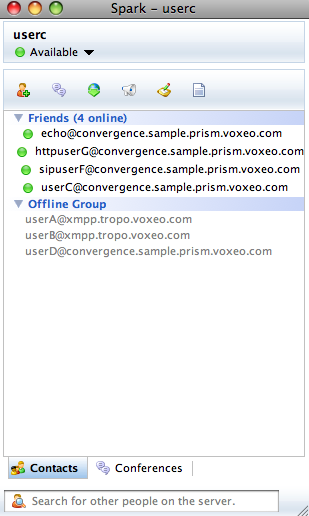 Spark - userc
userc
Available
Friends (4 online)
echo@convergence.sample.prism.voxeo.com
httpuserG@convergence.sample.prism.voxeo.com
sipuserF@convergence.sample.prism.voxeo.com
userC@convergence.sample.prism.voxeo.com
Offline Group
userA@xmpp.tropo.voxeo.com
userB@xmpp.tropo.voxeo.com
userD@convergence.sample.prism.voxeo.com
Contacts Conferences
Search for other people on the server.